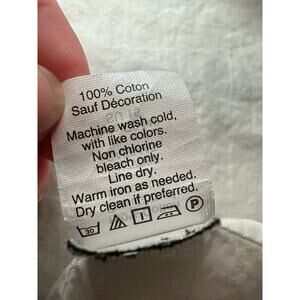 100% Coton
Sauf Décoration
Machine wash cold,
with like colors.
Non chlorine
bleach only.
Line dry.
Warm iron as needed.
Dry clean if preferred.
30 P